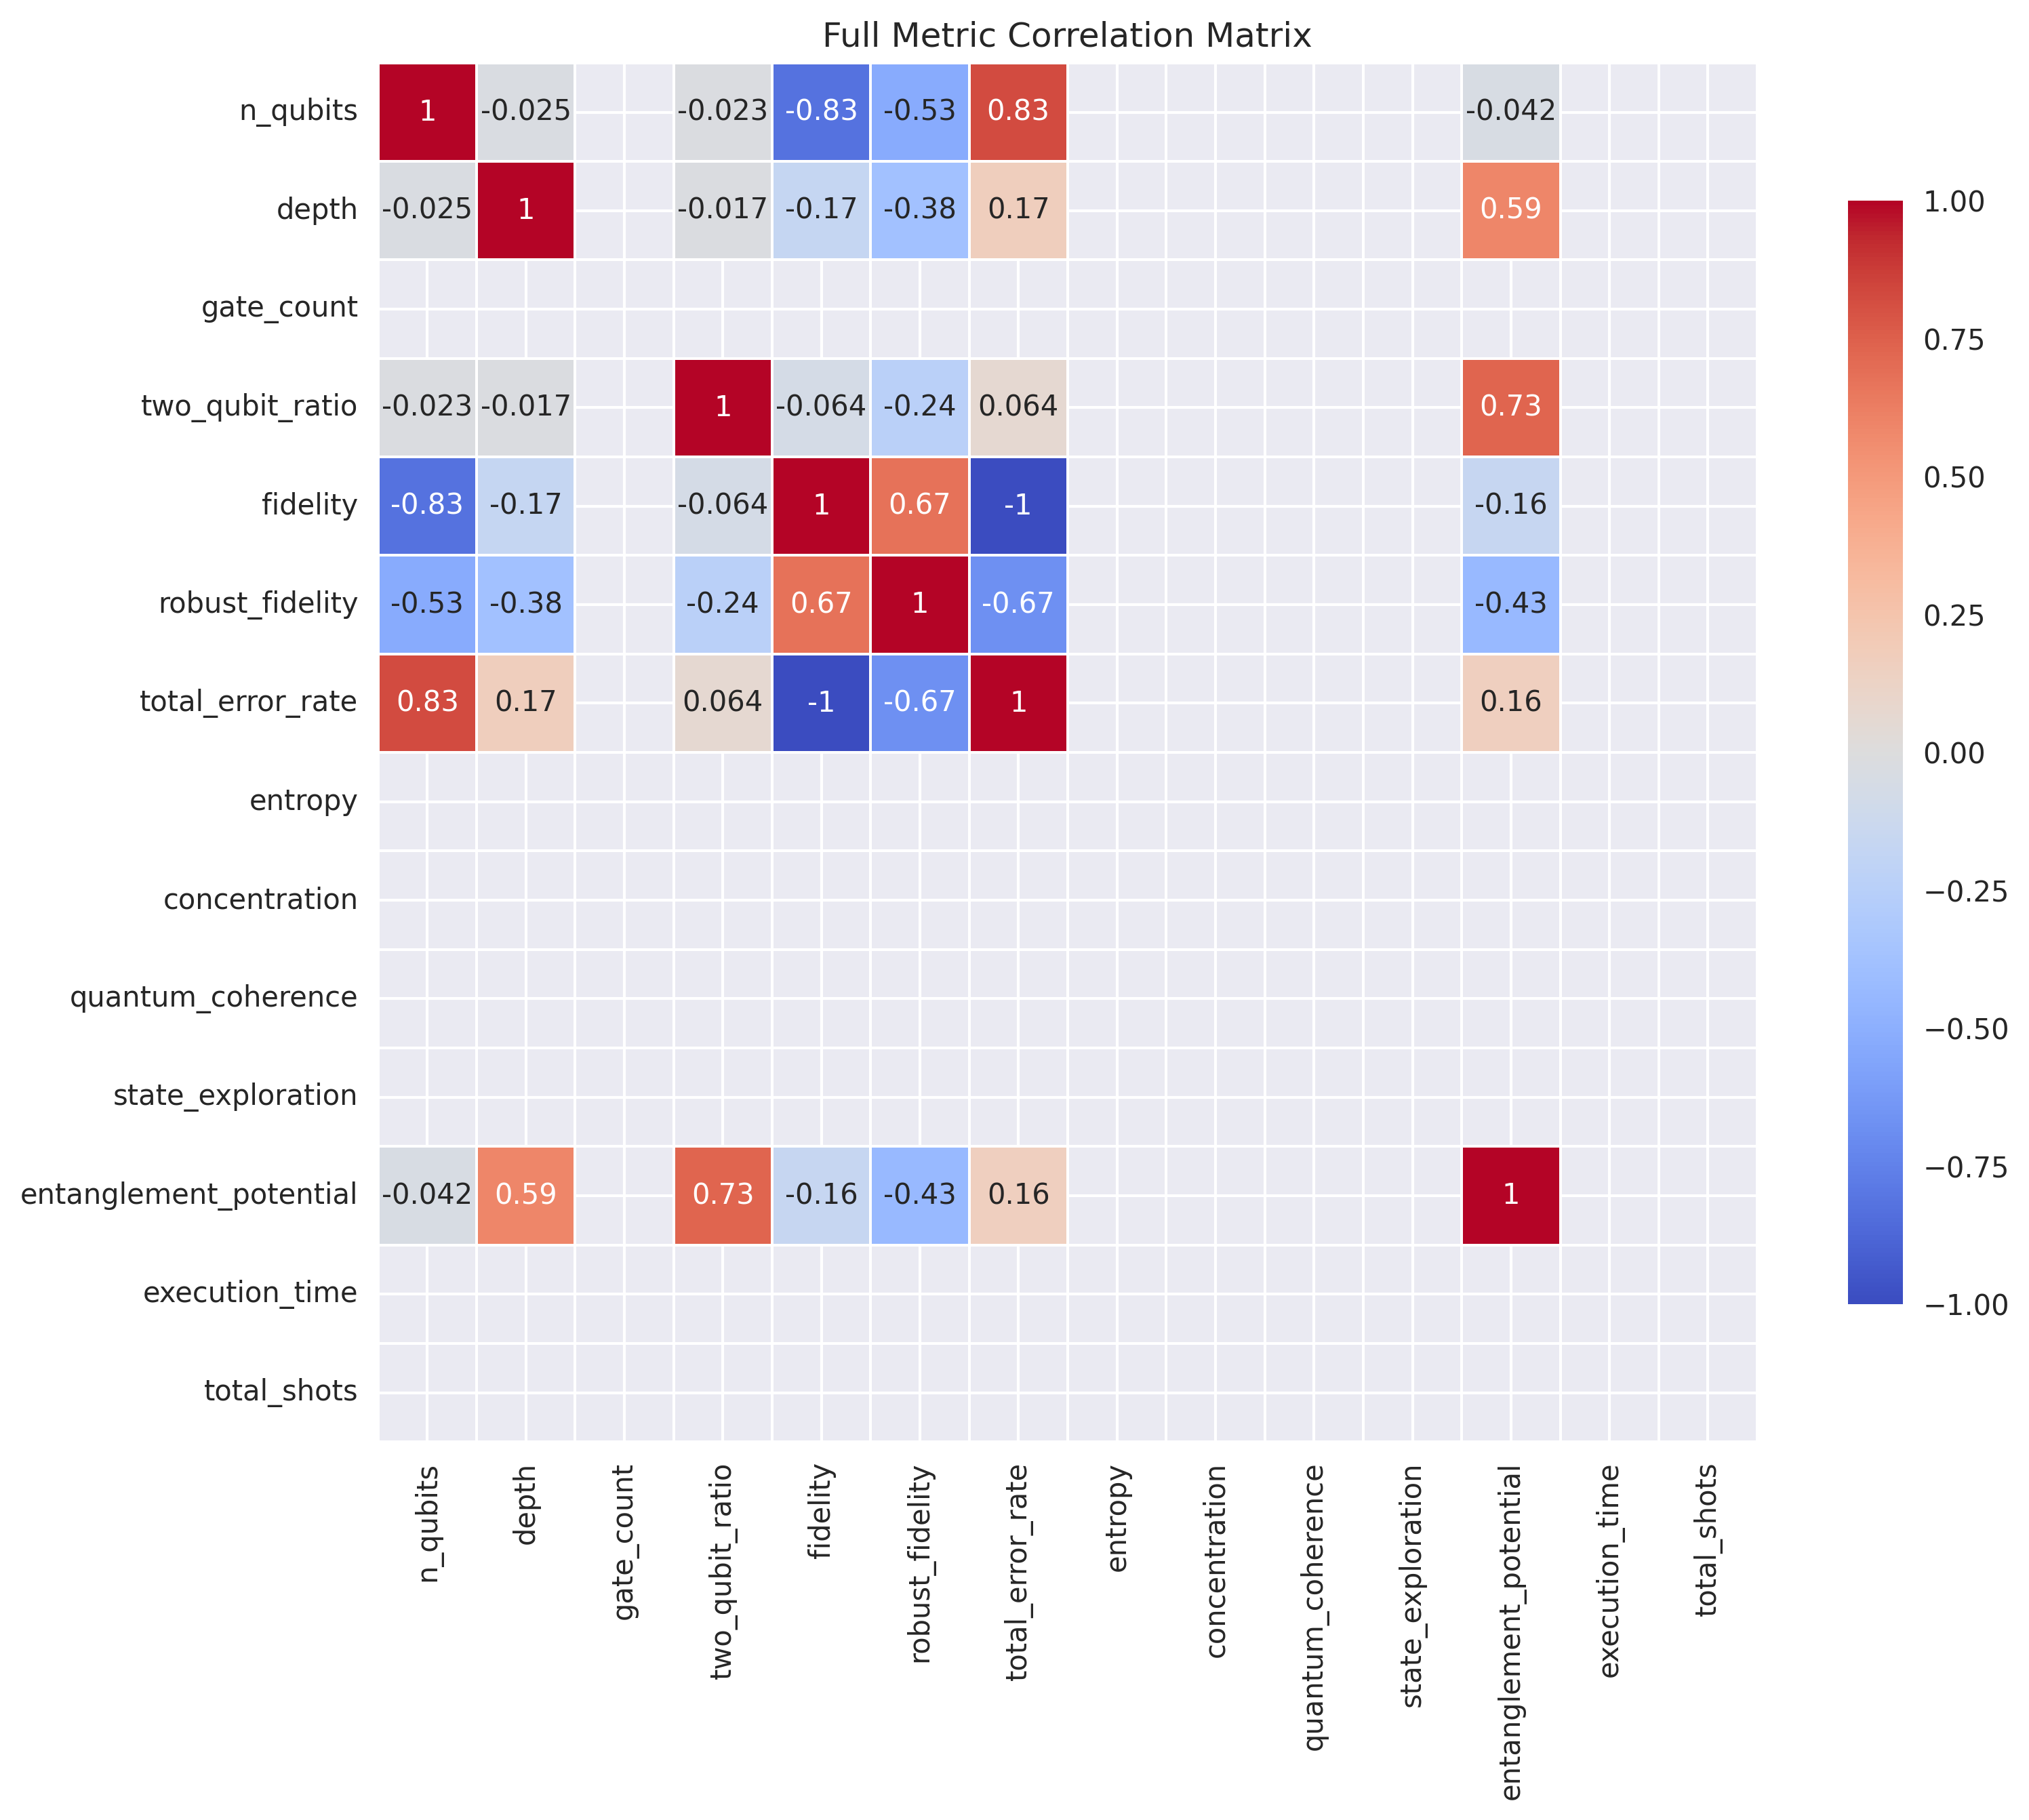 Full Metric Correlation Matrix
n_qubits 1 -0.025 -0.023 -0.83 -0.53 0.83 -0.042
depth -0.025 1 -0.017 -0.17 -0.38 0.17 0.59
gate_count
two_qubit_ratio -0.023 -0.017 1 -0.064 -0.24 0.064 0.73
fidelity -0.83 -0.17 -0.064 1 0.67 -1 -0.16
robust_fidelity -0.53 -0.38 -0.24 0.67 1 -0.67 -0.43
total_error_rate 0.83 0.17 0.064 -1 -0.67 1 0.16
entropy
concentration
quantum_coherence
state_exploration
entanglement_potential -0.042 0.59 0.73 -0.16 -0.43 0.16 1
execution_time
total_shots
n_qubits
depth
gate_count
two_qubit_ratio
fidelity
robust_fidelity
total_error_rate
entropy
concentration
quantum_coherence
state_exploration
entanglement_potential
execution_time
total_shots
1.00
0.75
0.50
0.25
0.00
−0.25
−0.50
−0.75
−1.00